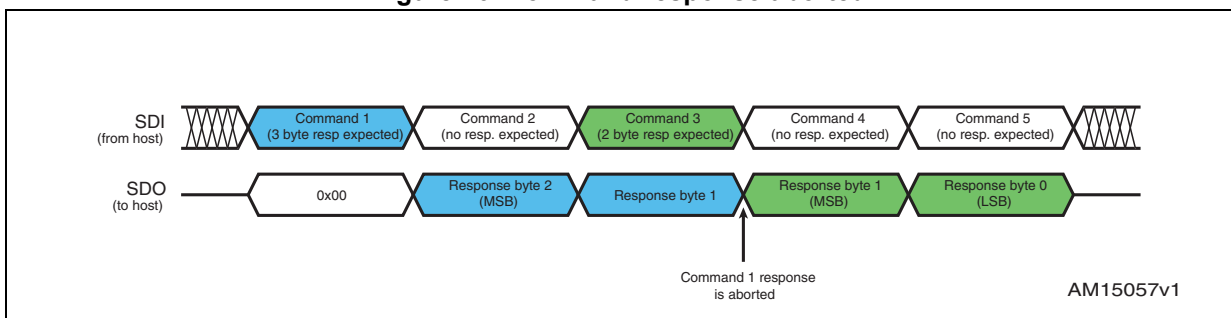 SDI
(from host)
Command 1
(3 byte resp expected)
Command 2
(no resp. expected)
Command 3
(2 byte resp expected)
Command 4
(no resp. expected)
Command 5
(no resp. expected)
SDO
(to host)
0x00
Response byte 2
(MSB)
Response byte 1
Response byte 1
(MSB)
Response byte 0
(LSB)
Command 1 response
is aborted
AM15057v1